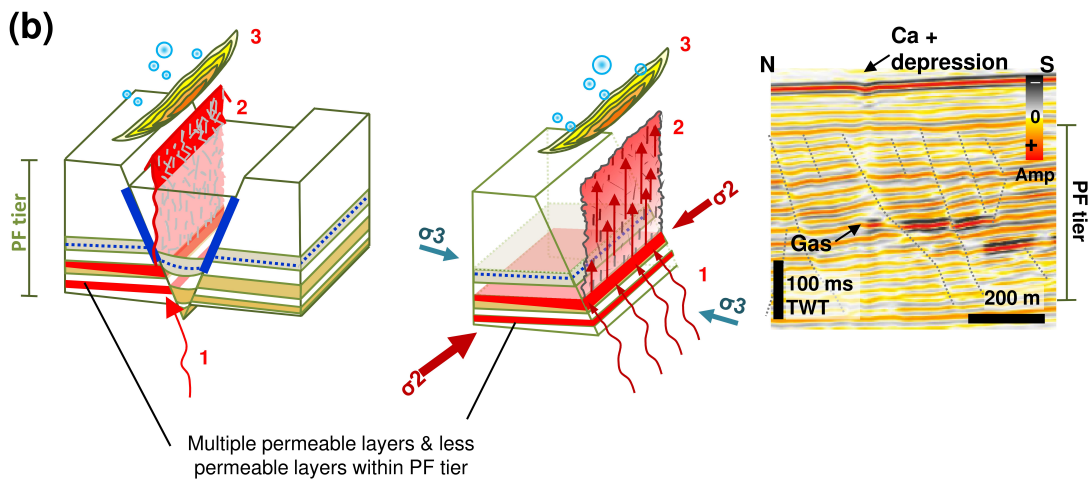 (b)
3
2
PF tier
1
Multiple permeable layers & less
permeable layers within PF tier
3
2
σ2
σ3
1
σ3
σ2
Ca +
depression
N
S
–
0
+
Amp
PF tier
Gas
100 ms
TWT
200 m